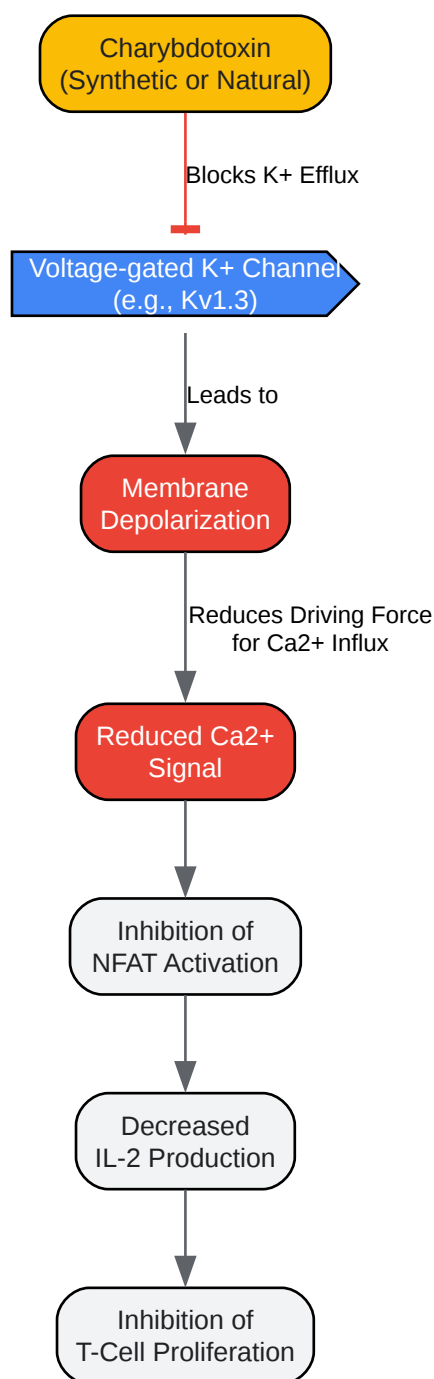 Charybdotoxin
(Synthetic or Natural)
Blocks K+ Efflux
Voltage-gated K+ Channel
(e.g., Kv1.3)
Leads to
Membrane
Depolarization
Reduces Driving Force
for Ca2+ Influx
Reduced Ca2+
Signal
Inhibition of
NFAT Activation
Decreased
IL-2 Production
Inhibition of
T-Cell Proliferation